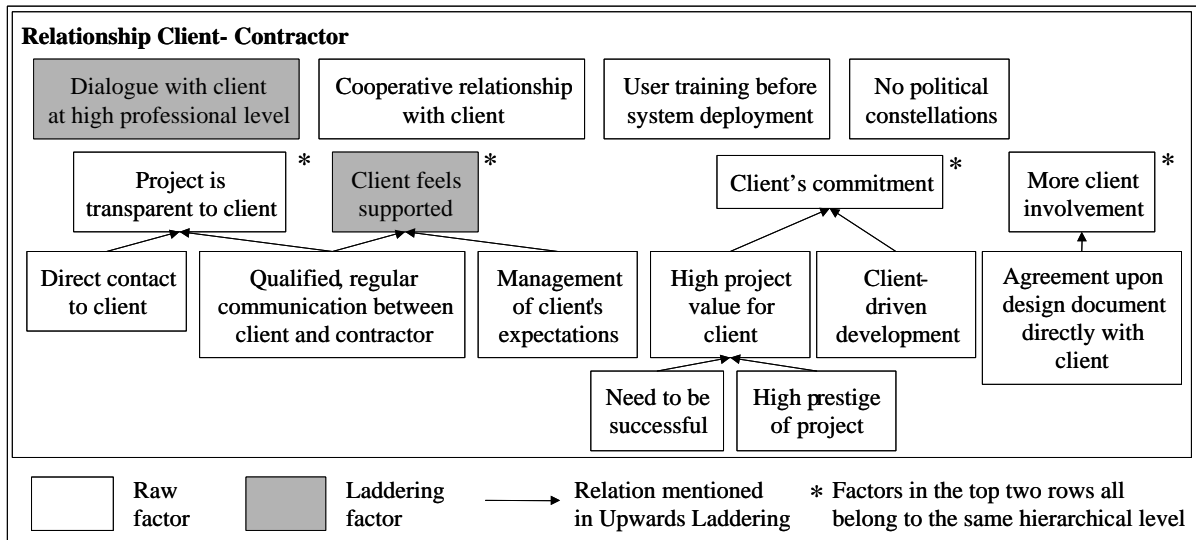 Relationship Client- Contractor
Dialogue with client
at high professional level
Cooperative relationship
with client
User training before
system deployment
No political
constellations
Project is
transparent to client
*
Client feels
supported
*
Client's commitment
*
More client
involvement
*
Direct contact
to client
Qualified, regular
communication between
client and contractor
Management
of client's
expectations
High project
value for
client
Client-
driven
development
Agreement upon
design document
directly with
client
Need to be
successful
High prestige
of project
Raw
factor
Laddering
factor
Relation mentioned
in Upwards Laddering
* Factors in the top two rows all
belong to the same hierarchical level